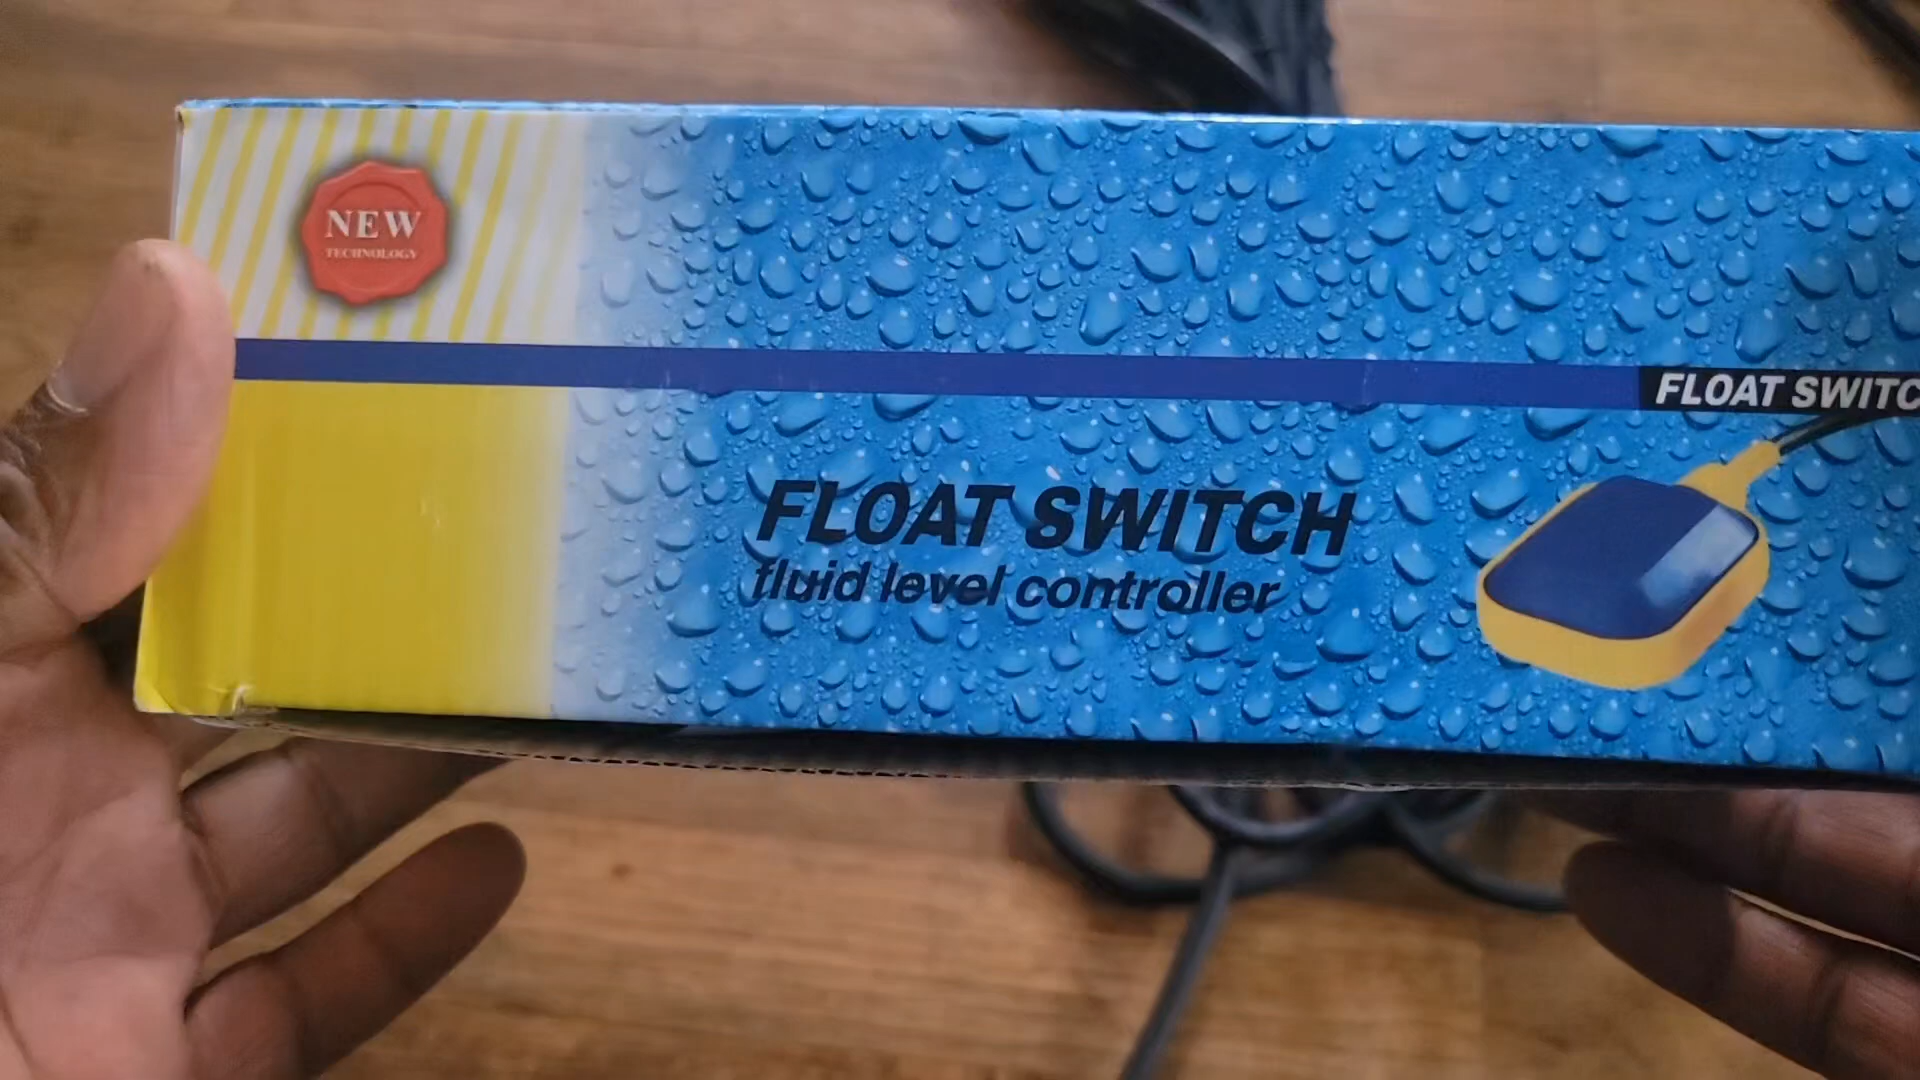 NEW
TECHNOLOGY
FLOAT SWITC
FLOAT SWITCH
fluid level controller